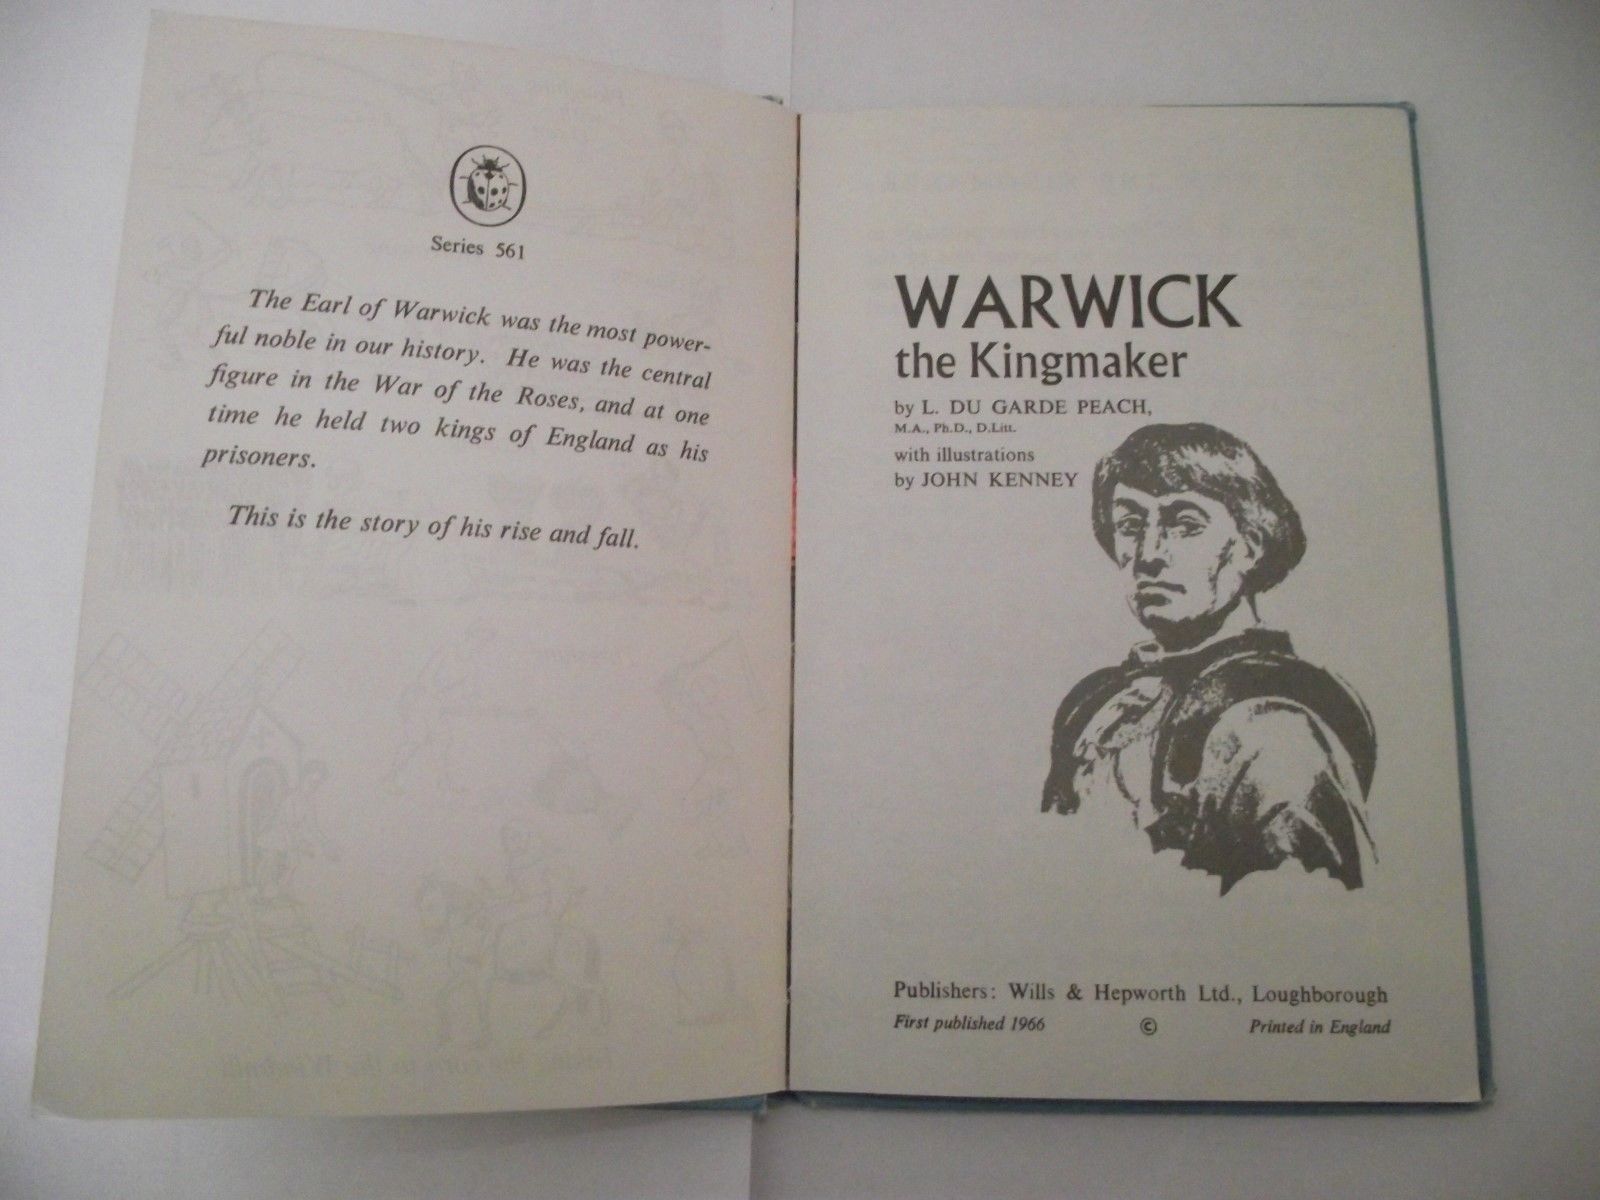 Series 561
The Earl of Warwick was the most power-
ful noble in our history. He was the central
figure in the War of the Roses, and at one
time he held two kings of England as his
prisoners.
This is the story of his rise and fall.
WARWICK
the Kingmaker
by L. DU GARDE PEACH,
M.A., Ph.D., D.Litt.
with illustrations
by JOHN KENNEY
Publishers: Wills & Hepworth Ltd., Loughborough
First published 1966 © Printed in England